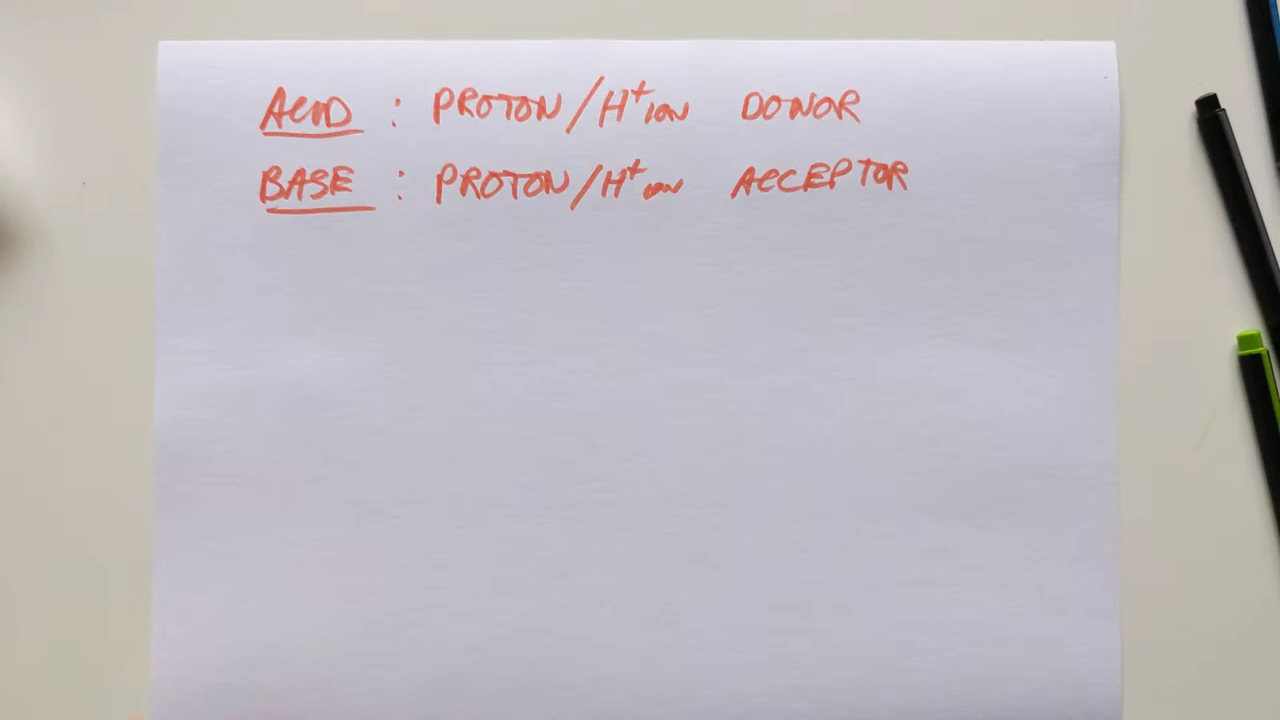 ACID : PROTON/H⁺ion DONOR
BASE : PROTON/H⁺ion ACCEPTOR